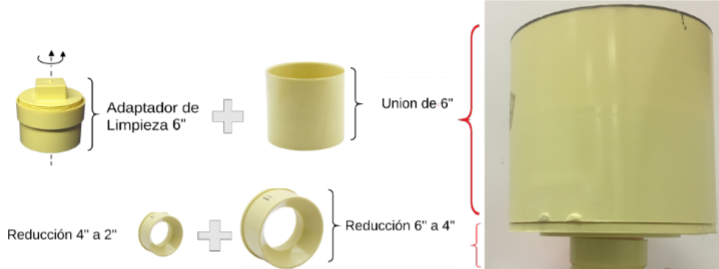 Adaptador de
Limpieza 6"
Union de 6"
Reducción 4" a 2"
Reducción 6" a 4"